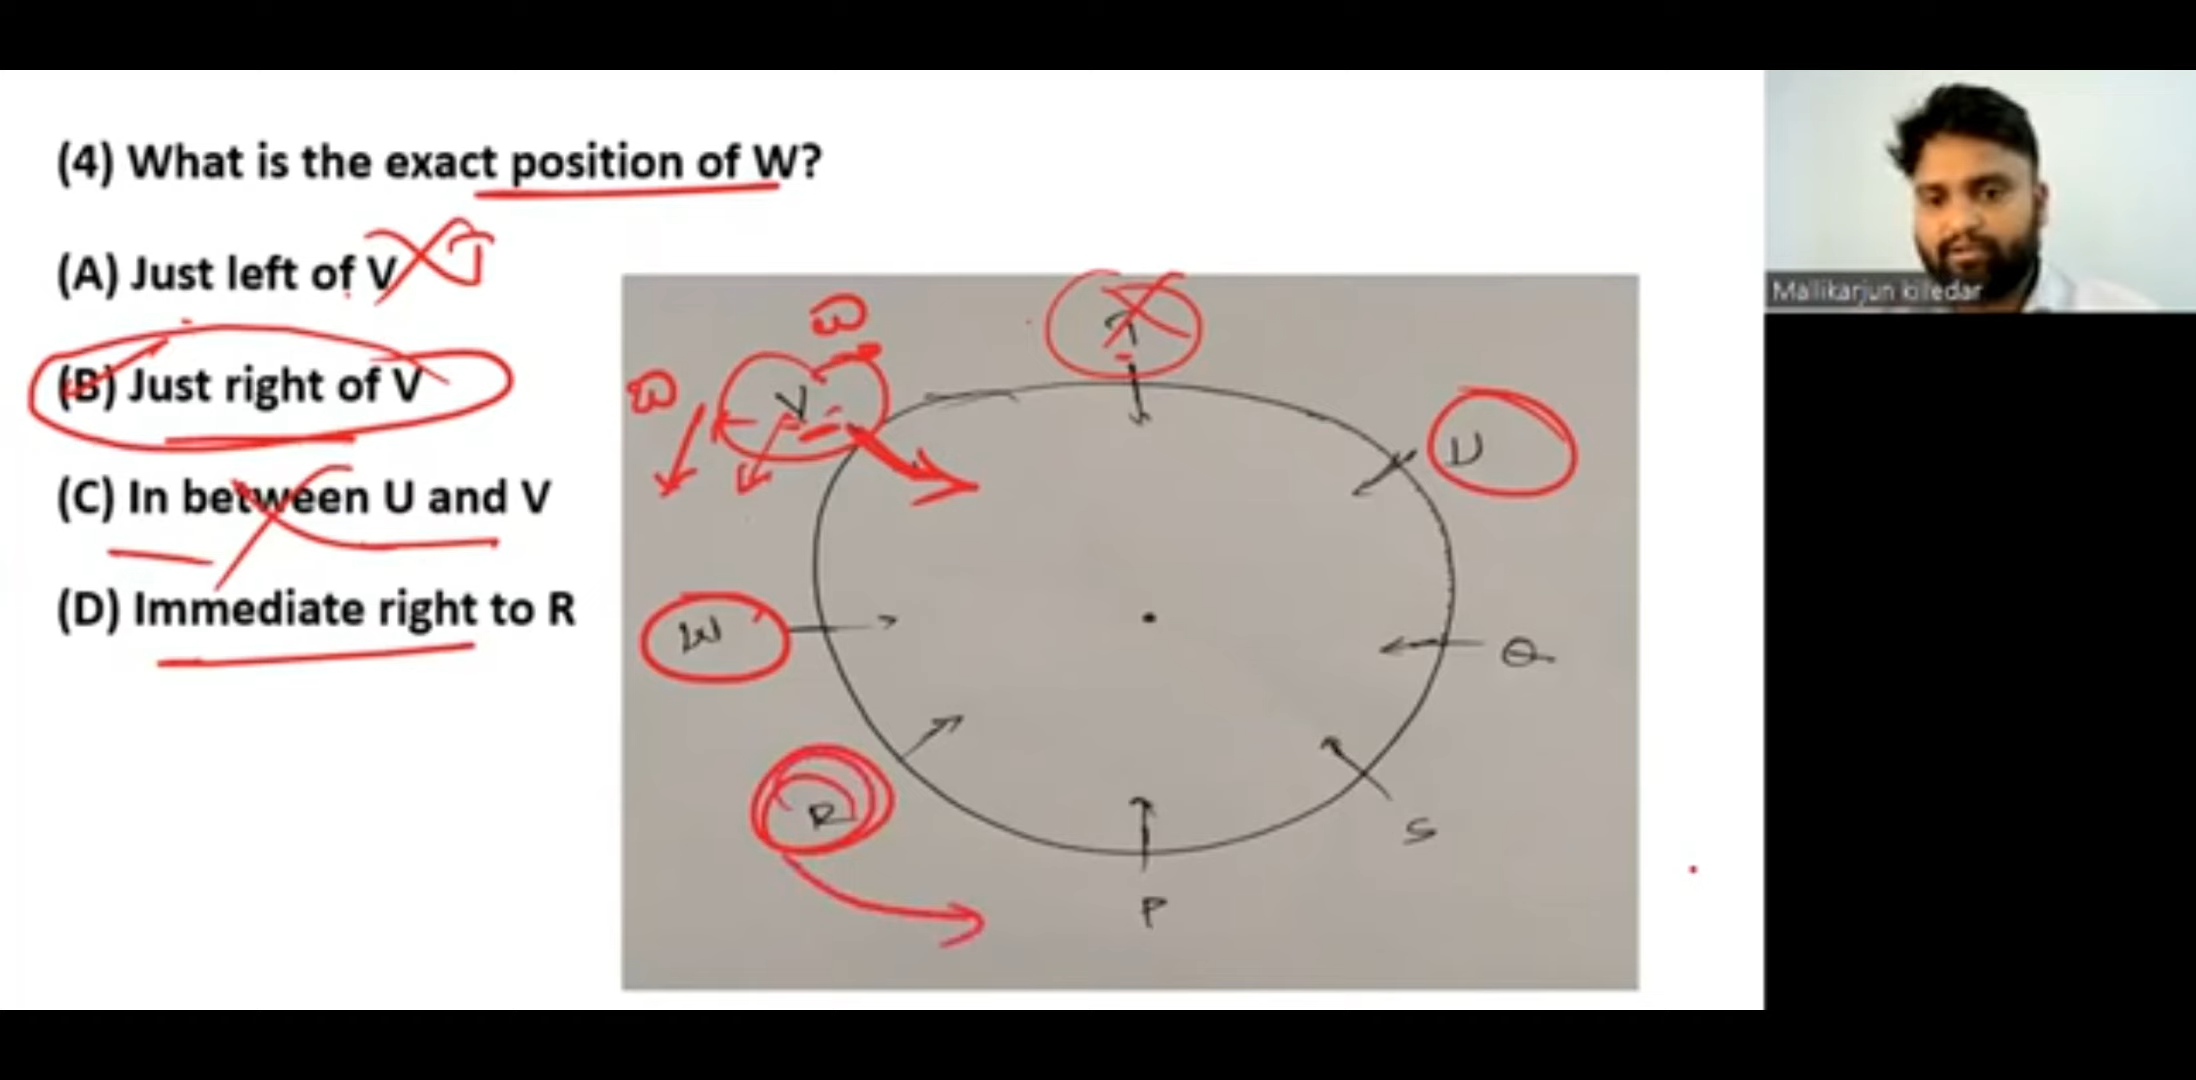 (4) What is the exact position of W?
(A) Just left of V
(B) Just right of V
(C) In between U and V
(D) Immediate right to R
Mallikarjun killedar
T
V
U
W
Q
R
S
P